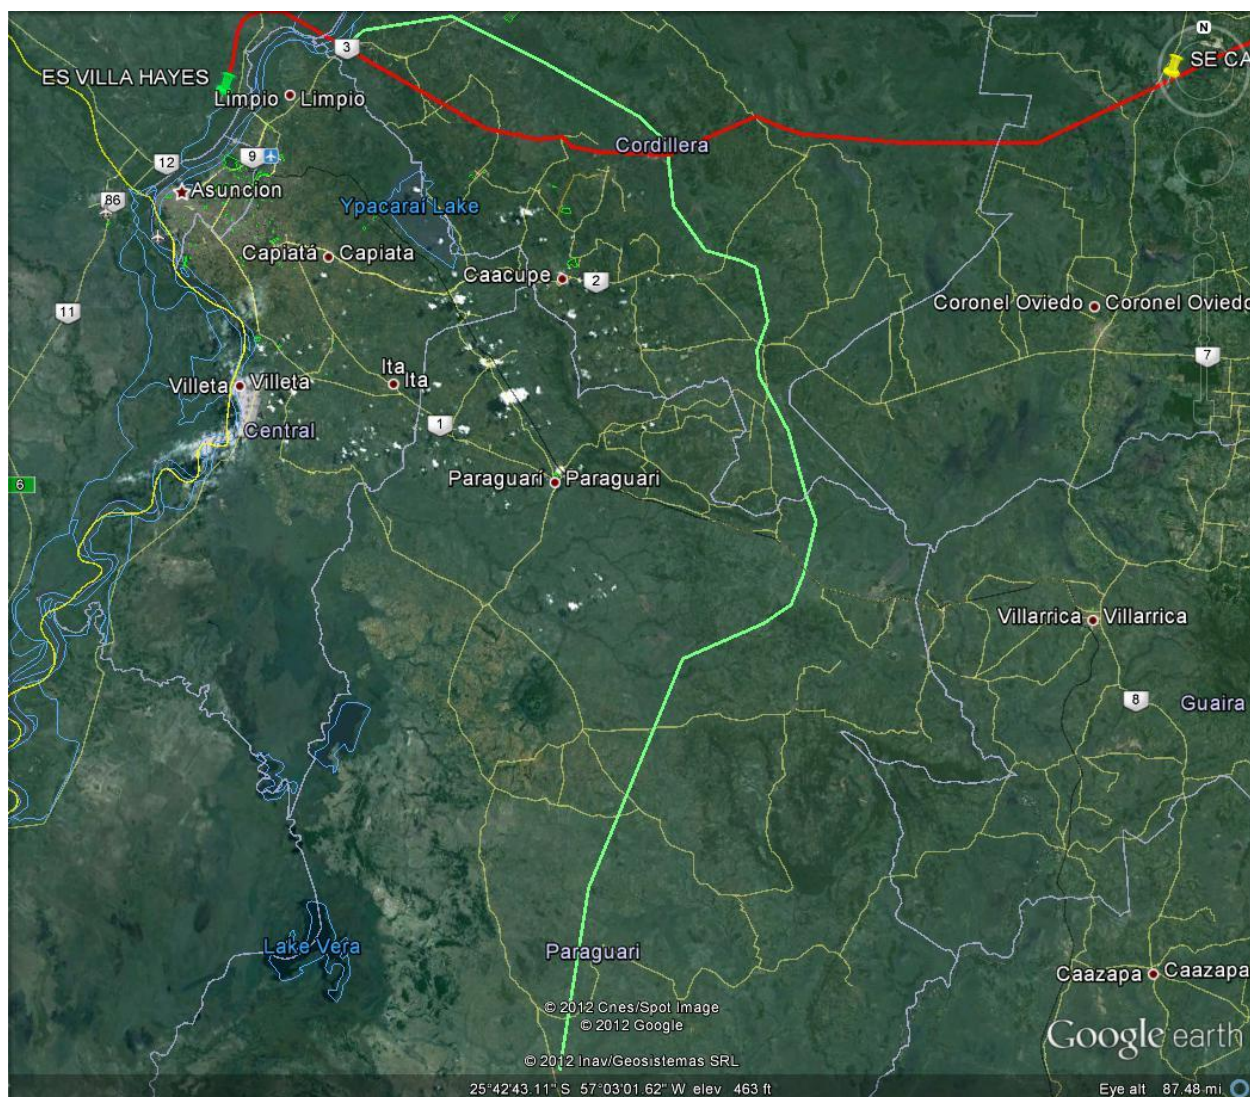 N
3
ES VILLA HAYES
SE CA
Limpio Limpio
Cordillera
12
9
86
Asuncion
Ypacarai Lake
Capiatá Capiata
Caacupe
2
Coronel Oviedo Coronel Oviedo
11
7
Ita
Ita
Villeta Villeta
1
Central
Paraguarí Paraguari
6
Villarrica Villarrica
8
Guaira
Lake Vera
Paraguari
Caazapa Caazapa
© 2012 Cnes/Spot Image
© 2012 Google
Google earth
© 2012 Inav/Geosistemas SRL
25°42'43.11" S 57°03'01.62" W elev 463 ft
Eye alt 87.48 mi